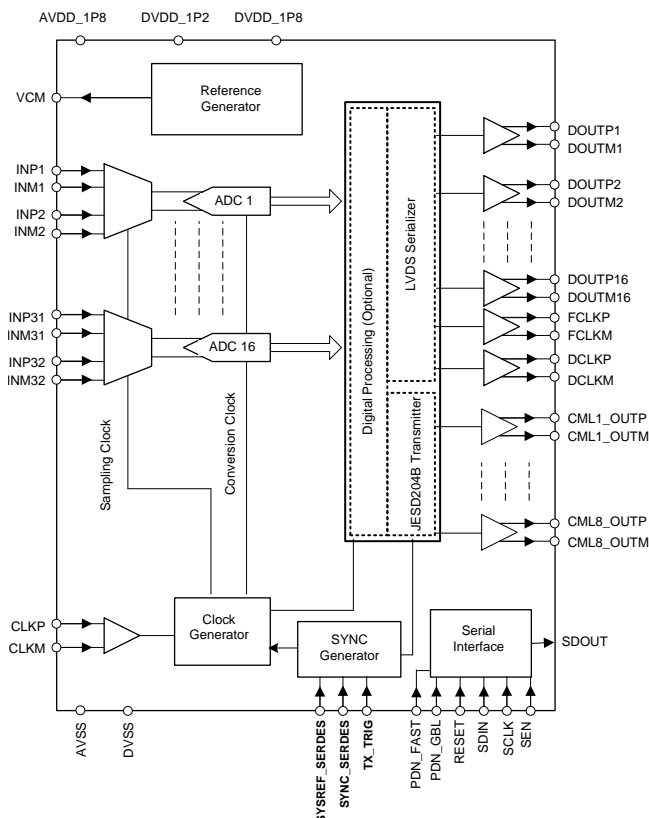 AVDD_1P8
DVDD_1P2
DVDD_1P8
VCM
Reference
Generator
INP1
INM1
INP2
INM2
ADC 1
INP31
INM31
INP32
INM32
ADC 16
Sampling Clock
Conversion Clock
Digital Processing (Optional)
LVDS Serializer
JESD204B Transmitter
DOUTP1
DOUTM1
DOUTP2
DOUTM2
DOUTP16
DOUTM16
FCLKP
FCLKM
DCLKP
DCLKM
CML1_OUTP
CML1_OUTM
CML8_OUTP
CML8_OUTM
CLKP
CLKM
Clock
Generator
SYNC
Generator
Serial
Interface
SDOUT
AVSS
DVSS
SYSREF_SERDES
SYNC_SERDES
TX_TRIG
PDN_FAST
PDN_GBL
RESET
SDIN
SCLK
SEN